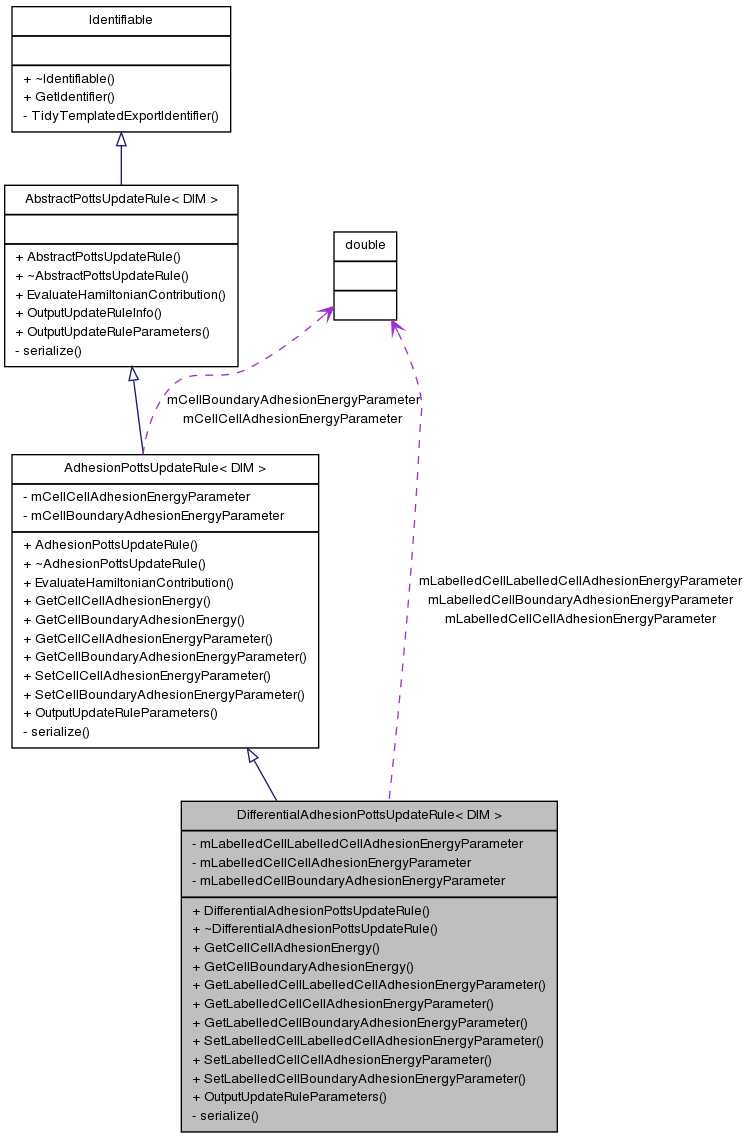 Identifiable
+ ~Identifiable()
+ GetIdentifier()
- TidyTemplatedExportIdentifier()
AbstractPottsUpdateRule< DIM >
+ AbstractPottsUpdateRule()
+ ~AbstractPottsUpdateRule()
+ EvaluateHamiltonianContribution()
+ OutputUpdateRuleInfo()
+ OutputUpdateRuleParameters()
- serialize()
double
mCellBoundaryAdhesionEnergyParameter
mCellCellAdhesionEnergyParameter
AdhesionPottsUpdateRule< DIM >
- mCellCellAdhesionEnergyParameter
- mCellBoundaryAdhesionEnergyParameter
+ AdhesionPottsUpdateRule()
+ ~AdhesionPottsUpdateRule()
+ EvaluateHamiltonianContribution()
+ GetCellCellAdhesionEnergy()
+ GetCellBoundaryAdhesionEnergy()
+ GetCellCellAdhesionEnergyParameter()
+ GetCellBoundaryAdhesionEnergyParameter()
+ SetCellCellAdhesionEnergyParameter()
+ SetCellBoundaryAdhesionEnergyParameter()
+ OutputUpdateRuleParameters()
- serialize()
mLabelledCellLabelledCellAdhesionEnergyParameter
mLabelledCellBoundaryAdhesionEnergyParameter
mLabelledCellCellAdhesionEnergyParameter
DifferentialAdhesionPottsUpdateRule< DIM >
- mLabelledCellLabelledCellAdhesionEnergyParameter
- mLabelledCellCellAdhesionEnergyParameter
- mLabelledCellBoundaryAdhesionEnergyParameter
+ DifferentialAdhesionPottsUpdateRule()
+ ~DifferentialAdhesionPottsUpdateRule()
+ GetCellCellAdhesionEnergy()
+ GetCellBoundaryAdhesionEnergy()
+ GetLabelledCellLabelledCellAdhesionEnergyParameter()
+ GetLabelledCellCellAdhesionEnergyParameter()
+ GetLabelledCellBoundaryAdhesionEnergyParameter()
+ SetLabelledCellLabelledCellAdhesionEnergyParameter()
+ SetLabelledCellCellAdhesionEnergyParameter()
+ SetLabelledCellBoundaryAdhesionEnergyParameter()
+ OutputUpdateRuleParameters()
- serialize()